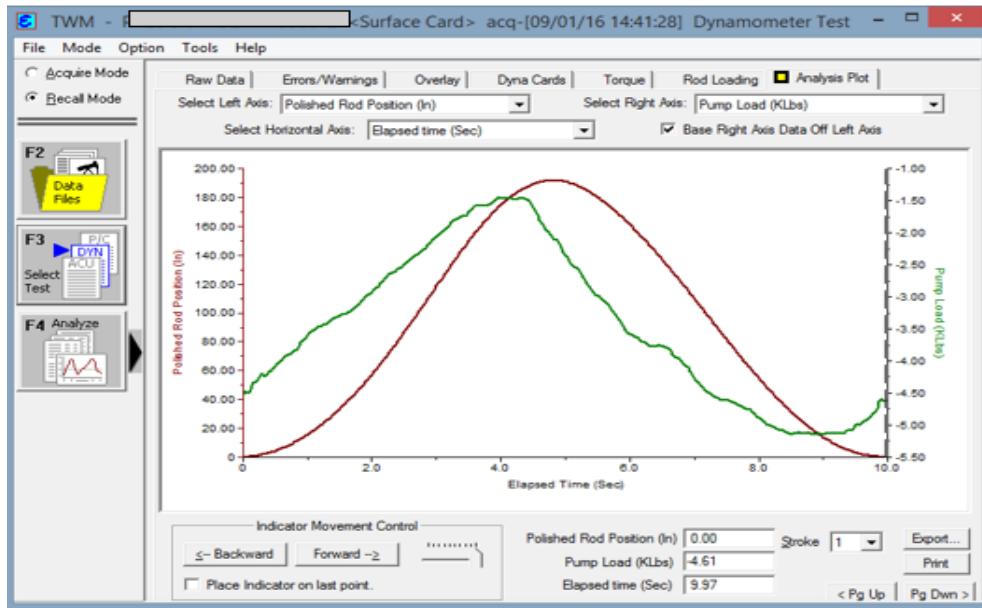 TWM - <Surface Card> acq-[09/01/16 14:41:28] Dynamometer Test
File Mode Option Tools Help
Acquire Mode
Recall Mode
F2
Data
Files
F3
P/C
DYN
ACU
Select
Test
F4 Analyze
Raw Data Errors/Warnings Overlay Dyna Cards Torque Rod Loading Analysis Plot
Select Left Axis: Polished Rod Position (In) Select Right Axis: Pump Load (KLbs)
Select Horizontal Axis: Elapsed time (Sec) Base Right Axis Data Off Left Axis
200.00
180.00
160.00
140.00
120.00
100.00
80.00
60.00
40.00
20.00
0
Polished Rod Position (In)
-1.00
-1.50
-2.00
-2.50
-3.00
-3.50
-4.00
-4.50
-5.00
-5.50
Pump Load (KLbs)
0 2.0 4.0 6.0 8.0 10.0
Elapsed Time (Sec)
Indicator Movement Control
<-- Backward Forward -->
Place Indicator on last point.
Polished Rod Position (In) 0.00
Pump Load (KLbs) -4.61
Elapsed time (Sec) 9.97
Stroke 1
Export...
Print
< Pg Up Pg Dwn >